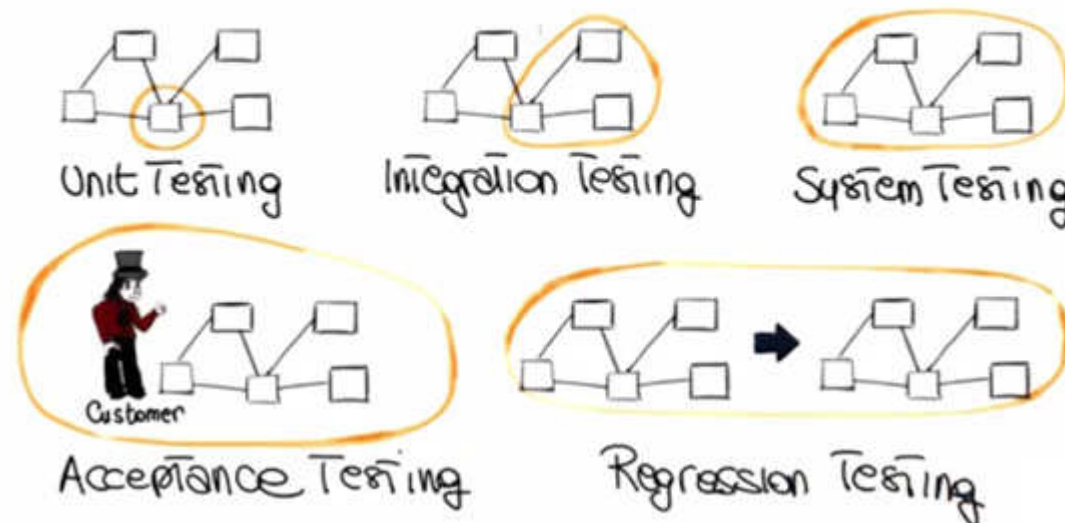 Unit Testing
Integration Testing
System Testing
Customer
Acceptance Testing
Regression Testing